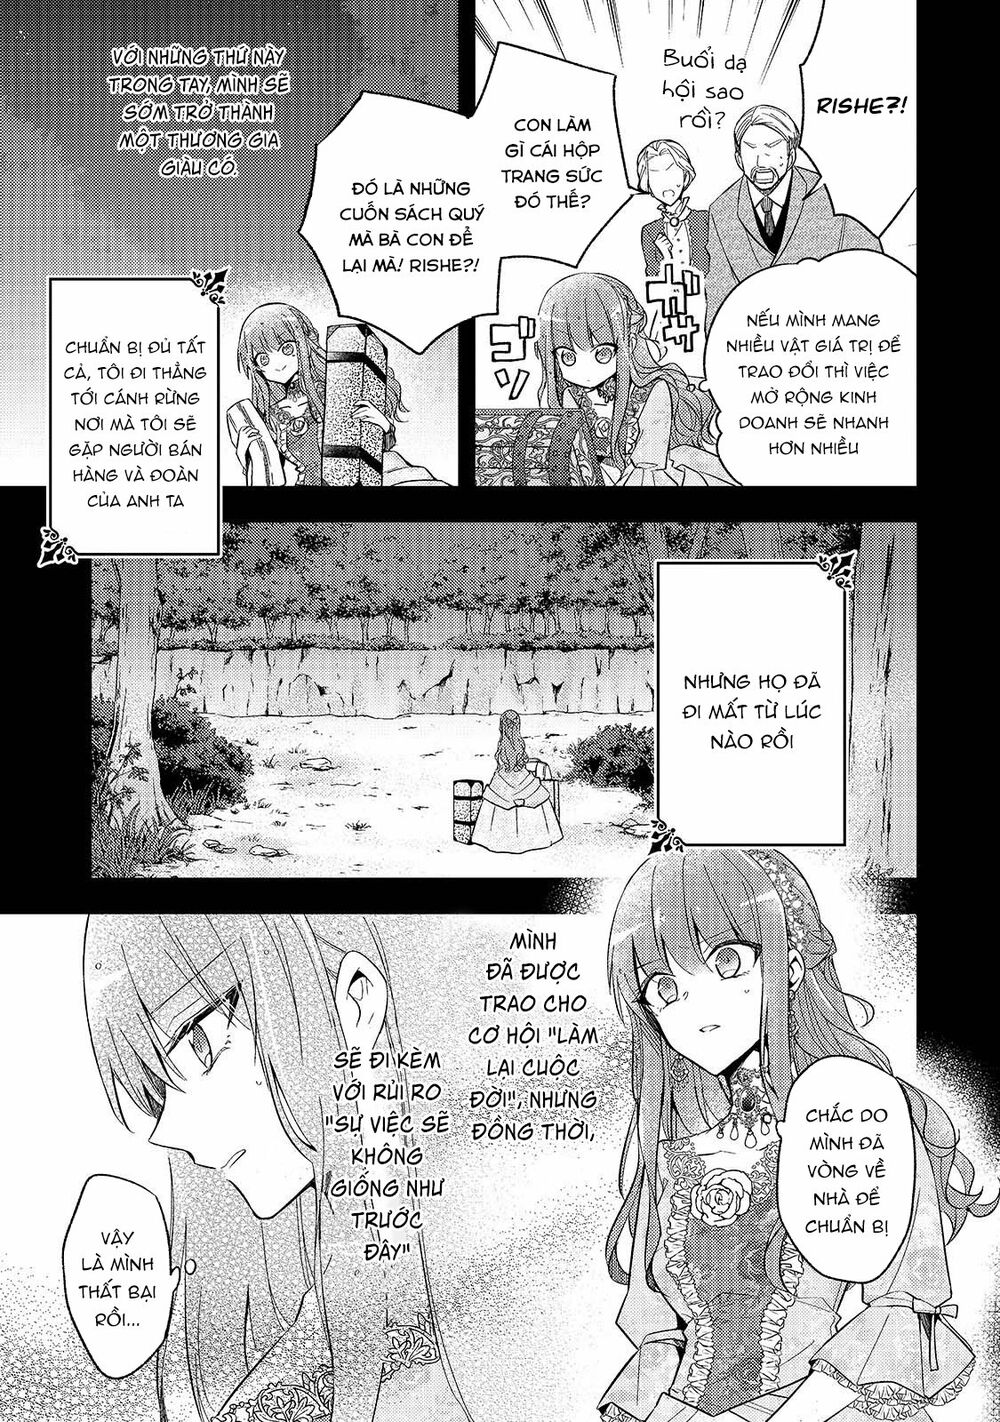 RISHE?!
Buổi dạ
hội sao
rồi?
CON LÀM
GÌ CÁI HỘP
TRANG SỨC
ĐÓ THẾ?
ゴソ
ガサ
ガサ
NẾU MÌNH MANG
NHIỀU VẬT GIÁ TRỊ ĐỂ
TRAO ĐỔI THÌ VIỆC
MỞ RỘNG KINH
DOANH SẼ NHANH
HƠN NHIỀU
ĐÓ LÀ NHỮNG
CUỐN SÁCH QUÝ
MÀ BÀ CON ĐỂ
LẠI MÀ! RISHE?!
VỚI NHỮNG THỨ NÀY
TRONG TAY, MÌNH SẼ
SỚM TRỞ THÀNH
MỘT THƯƠNG GIA
GIÀU CÓ.
CHUẨN BỊ ĐỦ TẤT
CẢ, TÔI ĐI THẲNG
TỚI CÁNH RỪNG
NƠI MÀ TÔI SẼ
GẶP NGƯỜI BÁN
HÀNG VÀ ĐOÀN
CỦA ANH TA
NHƯNG HỌ ĐÃ
ĐI MẤT TỪ LÚC
NÀO RỒI
CHẮC DO
MÌNH ĐÃ
VÒNG VỀ
NHÀ ĐỂ
CHUẨN BỊ
MÌNH
ĐÃ ĐƯỢC
TRAO CHO
CƠ HỘI "LÀM
LẠI CUỘC
ĐỜI", NHƯNG
ĐỒNG THỜI,
SẼ ĐI KÈM
VỚI RỦI RO
"SỰ VIỆC SẼ
KHÔNG
GIỐNG NHƯ
TRƯỚC
ĐÂY"
VẬY
LÀ MÌNH
THẤT BẠI
RỒI...